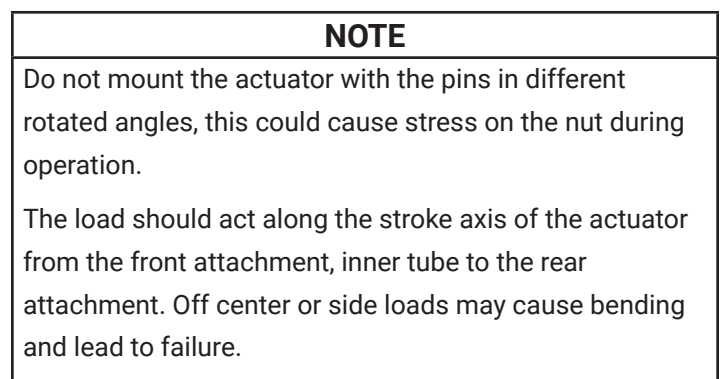 NOTE
Do not mount the actuator with the pins in different
rotated angles, this could cause stress on the nut during
operation.
The load should act along the stroke axis of the actuator
from the front attachment, inner tube to the rear
attachment. Off center or side loads may cause bending
and lead to failure.